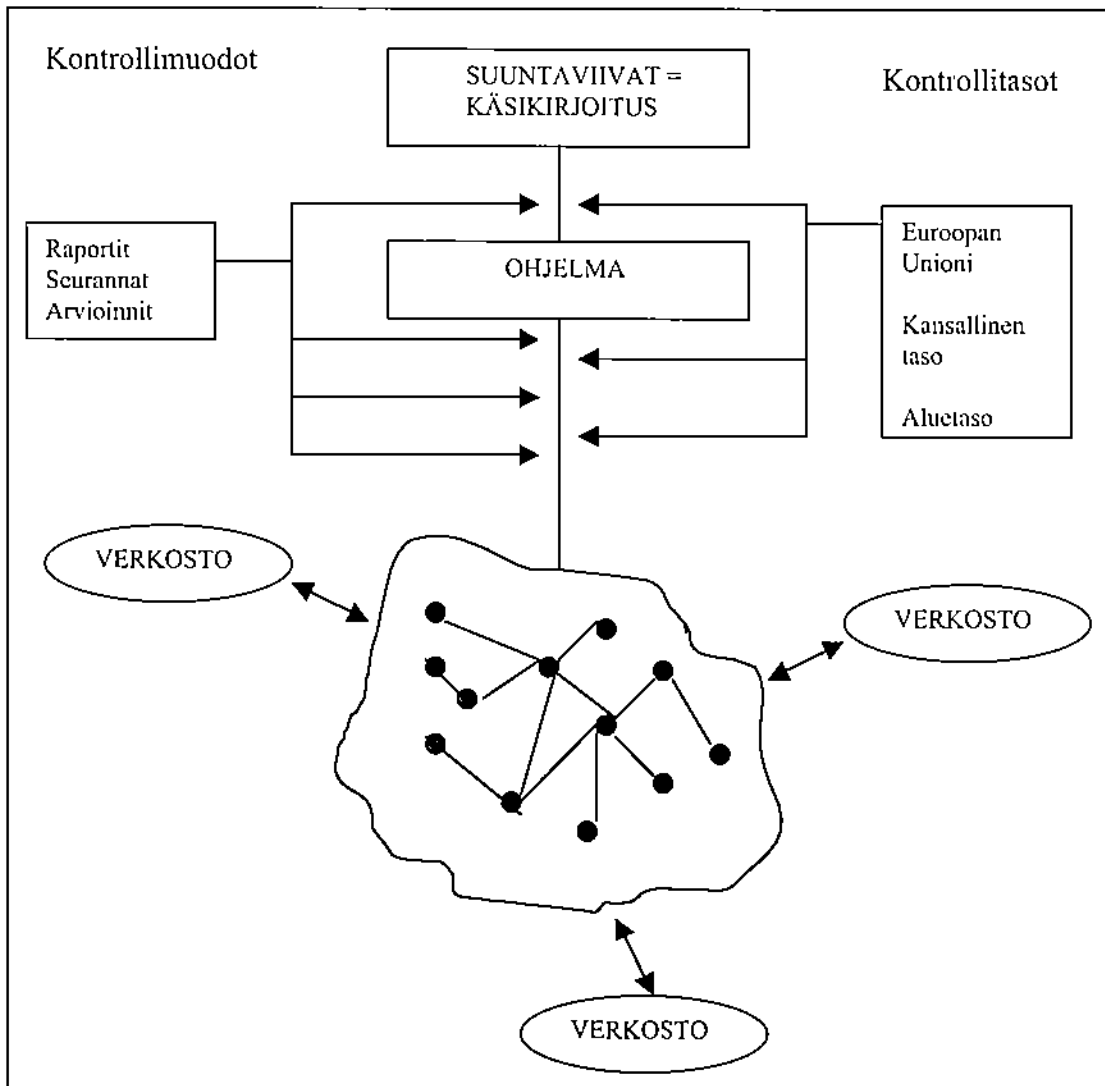 Kontrollimuodot
SUUNTAVIIVAT =
KÄSIKIRJOITUS
Kontrollitasot
Raportit
Seurannat
Arvioinnit
OHJELMA
Euroopan
Unioni
Kansallinen
taso
Aluetaso
VERKOSTO
VERKOSTO
VERKOSTO